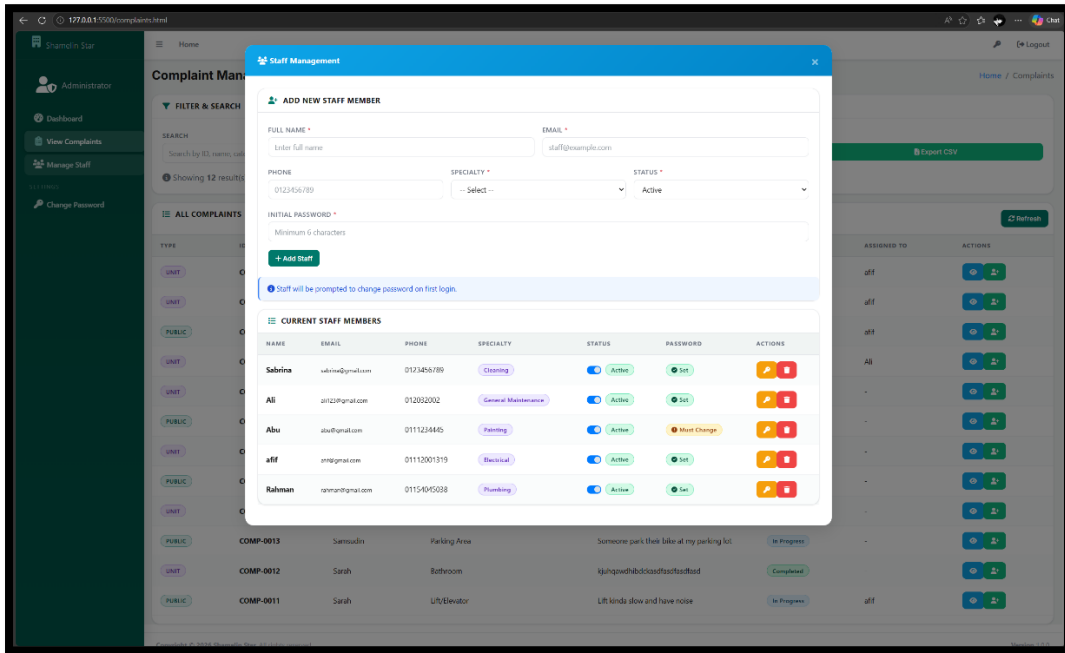 127.0.0.1:5500/complaints.html
Chat
Shamelin Star
Home
Logout
Administrator
Dashboard
View Complaints
Manage Staff
SETTINGS
Change Password
Complaint Man
Home / Complaints
FILTER & SEARCH
SEARCH
Search by ID, name, cate
Showing 12 result(s
Export CSV
ALL COMPLAINTS
Refresh
TYPE
ASSIGNED TO
ACTIONS
Staff Management
×
ADD NEW STAFF MEMBER
FULL NAME *
EMAIL *
Enter full name
staff@example.com
PHONE
SPECIALTY *
STATUS *
0123456789
-- Select --
Active
INITIAL PASSWORD *
Minimum 6 characters
+ Add Staff
Staff will be prompted to change password on first login.
CURRENT STAFF MEMBERS
NAME EMAIL PHONE SPECIALTY STATUS PASSWORD ACTIONS
Sabrina sabrina@gmail.com 0123456789 Cleaning Active Set
Ali ali123@gmail.com 012032002 General Maintenance Active Set
Abu abu@gmail.com 0111234445 Painting Active Must Change
afif afif@gmail.com 01112001319 Electrical Active Set
Rahman rahman@gmail.com 01154045038 Plumbing Active Set
UNIT afif
UNIT afif
PUBLIC afif
UNIT Ali
UNIT -
PUBLIC -
UNIT -
PUBLIC -
UNIT -
PUBLIC COMP-0013 Samsudin Parking Area Someone park their bike at my parking lot In Progress -
UNIT COMP-0012 Sarah Bathroom Completed -
PUBLIC COMP-0011 Sarah Lift/Elevator Lift kinda slow and have noise In Progress afif